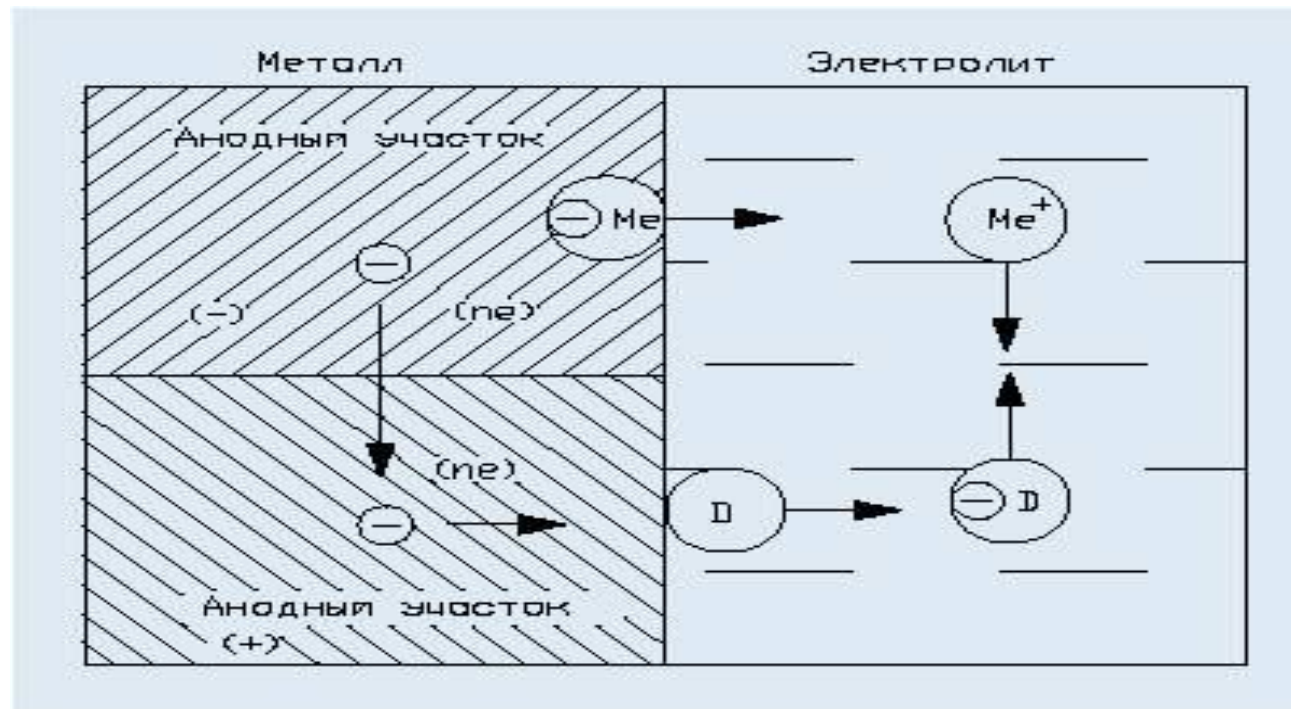 Металл
Электролит
Анодный участок
− Me
Me+
−
(−)
(ne)
(ne)
−
D
− D
Анодный участок
(+)